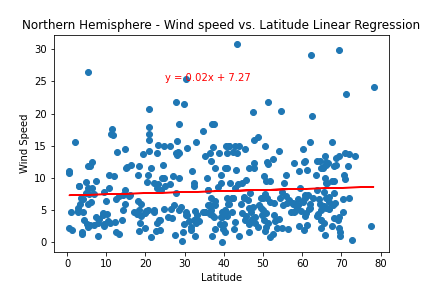 Northern Hemisphere - Wind speed vs. Latitude Linear Regression
30
25
20
15
10
5
0
Wind Speed
y = 0.02x + 7.27
0 10 20 30 40 50 60 70 80
Latitude